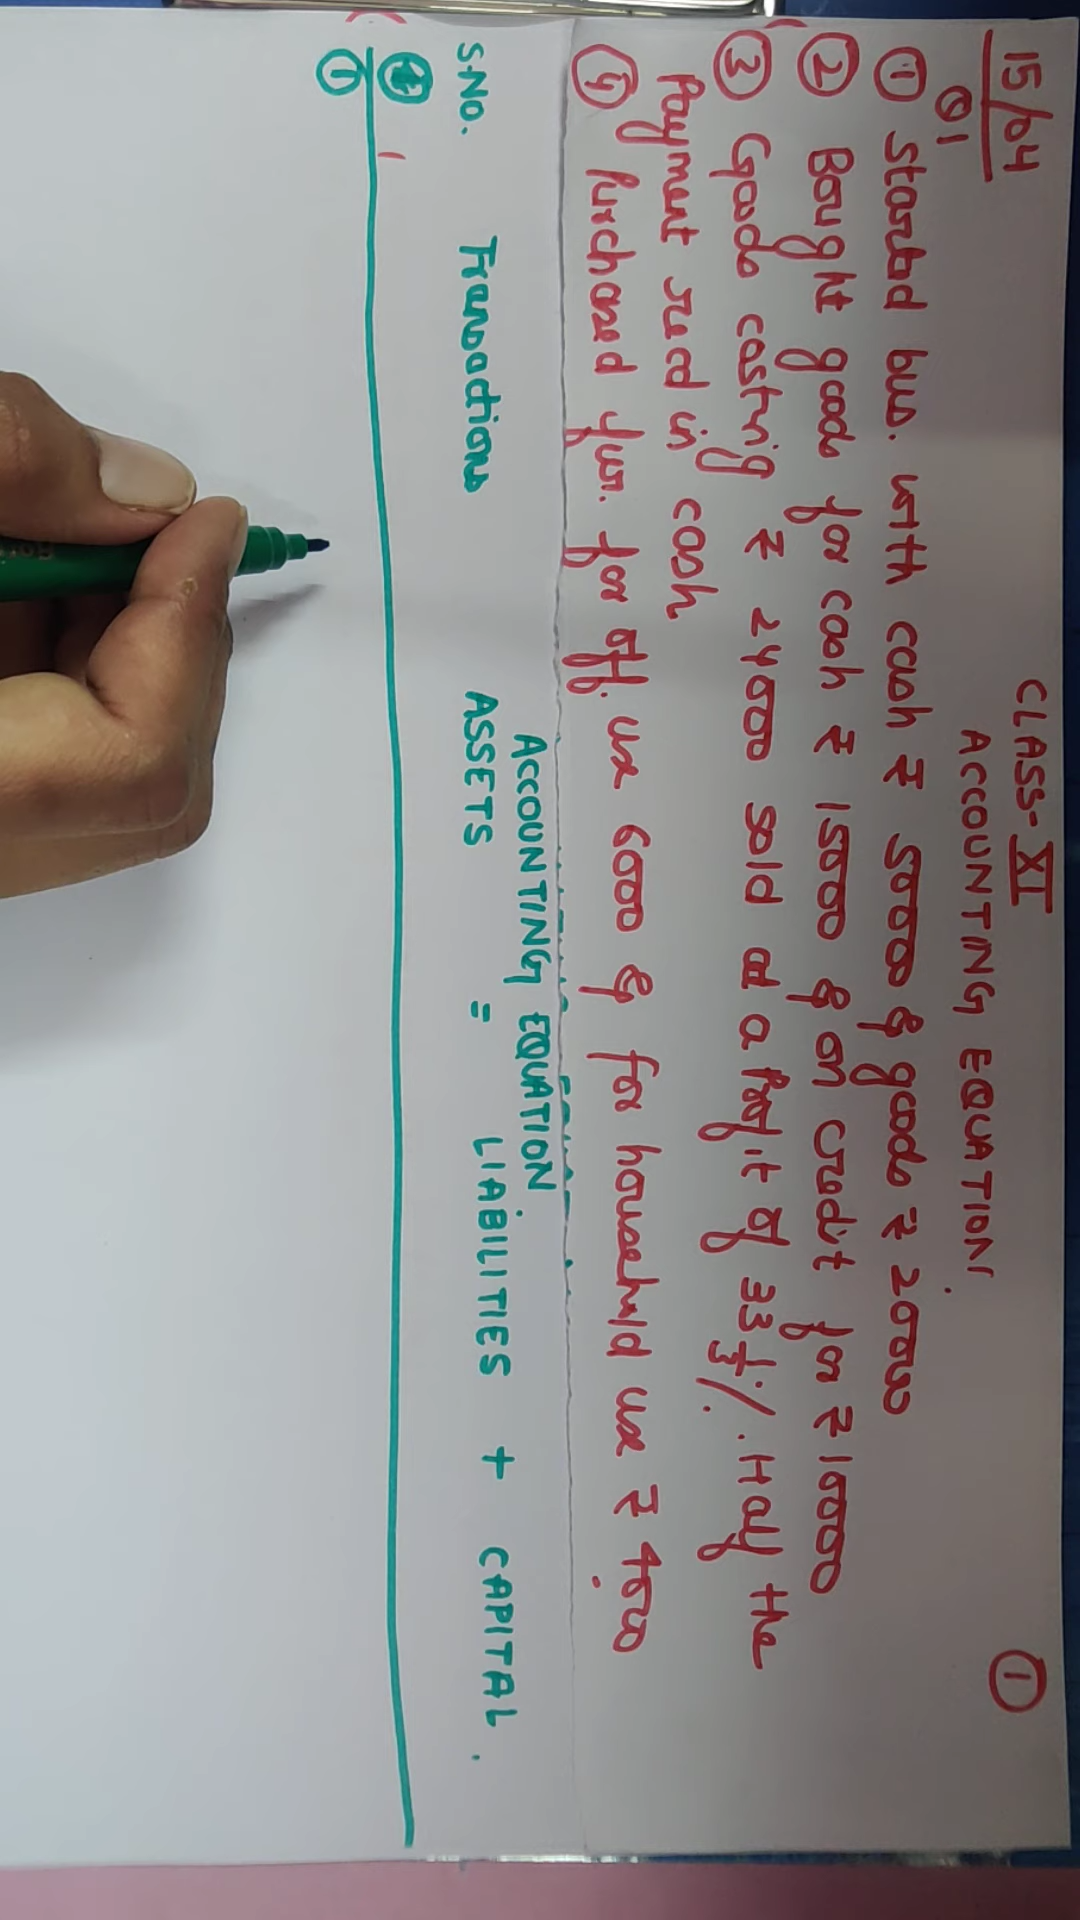 15/04
CLASS-XI
①
Q1
ACCOUNTING EQUATION
① Started bus. with cash ₹ 50000 & goods ₹ 20000
② Bought goods for cash ₹ 15000 & on credit for ₹ 10000
③ Goods costing ₹ 24000 sold at a Profit of 33 1/3 %. Half the
Payment recd in cash
④ Purchased fur. for off. use 6000 & for household use ₹ 4000
ACCOUNTING EQUATION
S.NO. Transactions ASSETS = LIABILITIES + CAPITAL.
①